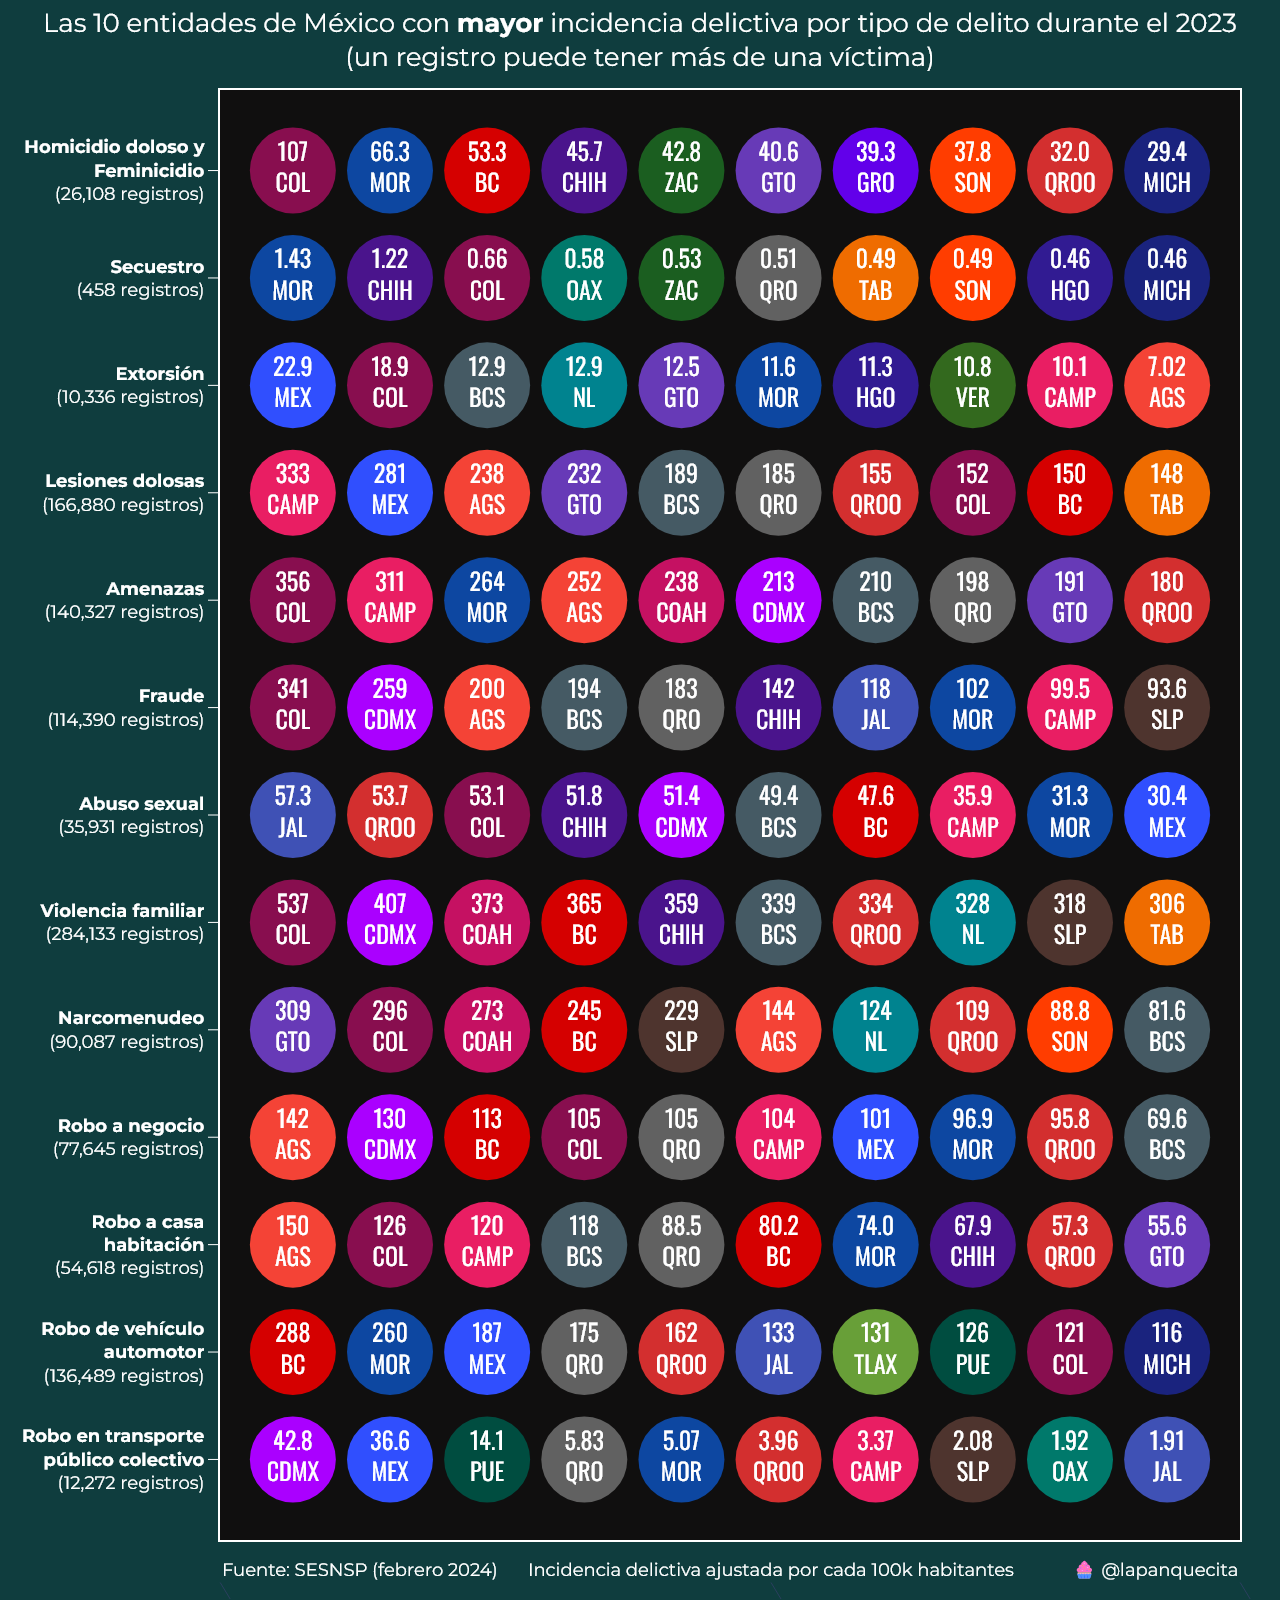 Las 10 entidades de México con mayor incidencia delictiva por tipo de delito durante el 2023
(un registro puede tener más de una víctima)
Homicidio doloso y
Feminicidio
(26,108 registros)
107 66.3 53.3 45.7 42.8 40.6 39.3 37.8 32.0 29.4
COL MOR BC CHIH ZAC GTO GRO SON QROO MICH
Secuestro
(458 registros)
1.43 1.22 0.66 0.58 0.53 0.51 0.49 0.49 0.46 0.46
MOR CHIH COL OAX ZAC QRO TAB SON HGO MICH
Extorsión
(10,336 registros)
22.9 18.9 12.9 12.9 12.5 11.6 11.3 10.8 10.1 7.02
MEX COL BCS NL GTO MOR HGO VER CAMP AGS
Lesiones dolosas
(166,880 registros)
333 281 238 232 189 185 155 152 150 148
CAMP MEX AGS GTO BCS QRO QROO COL BC TAB
Amenazas
(140,327 registros)
356 311 264 252 238 213 210 198 191 180
COL CAMP MOR AGS COAH CDMX BCS QRO GTO QROO
Fraude
(114,390 registros)
341 259 200 194 183 142 118 102 99.5 93.6
COL CDMX AGS BCS QRO CHIH JAL MOR CAMP SLP
Abuso sexual
(35,931 registros)
57.3 53.7 53.1 51.8 51.4 49.4 47.6 35.9 31.3 30.4
JAL QROO COL CHIH CDMX BCS BC CAMP MOR MEX
Violencia familiar
(284,133 registros)
537 407 373 365 359 339 334 328 318 306
COL CDMX COAH BC CHIH BCS QROO NL SLP TAB
Narcomenudeo
(90,087 registros)
309 296 273 245 229 144 124 109 88.8 81.6
GTO COL COAH BC SLP AGS NL QROO SON BCS
Robo a negocio
(77,645 registros)
142 130 113 105 105 104 101 96.9 95.8 69.6
AGS CDMX BC COL QRO CAMP MEX MOR QROO BCS
Robo a casa
habitación
(54,618 registros)
150 126 120 118 88.5 80.2 74.0 67.9 57.3 55.6
AGS COL CAMP BCS QRO BC MOR CHIH QROO GTO
Robo de vehículo
automotor
(136,489 registros)
288 260 187 175 162 133 131 126 121 116
BC MOR MEX QRO QROO JAL TLAX PUE COL MICH
Robo en transporte
público colectivo
(12,272 registros)
42.8 36.6 14.1 5.83 5.07 3.96 3.37 2.08 1.92 1.91
CDMX MEX PUE QRO MOR QROO CAMP SLP OAX JAL
Fuente: SESNSP (febrero 2024) Incidencia delictiva ajustada por cada 100k habitantes @lapanquecita